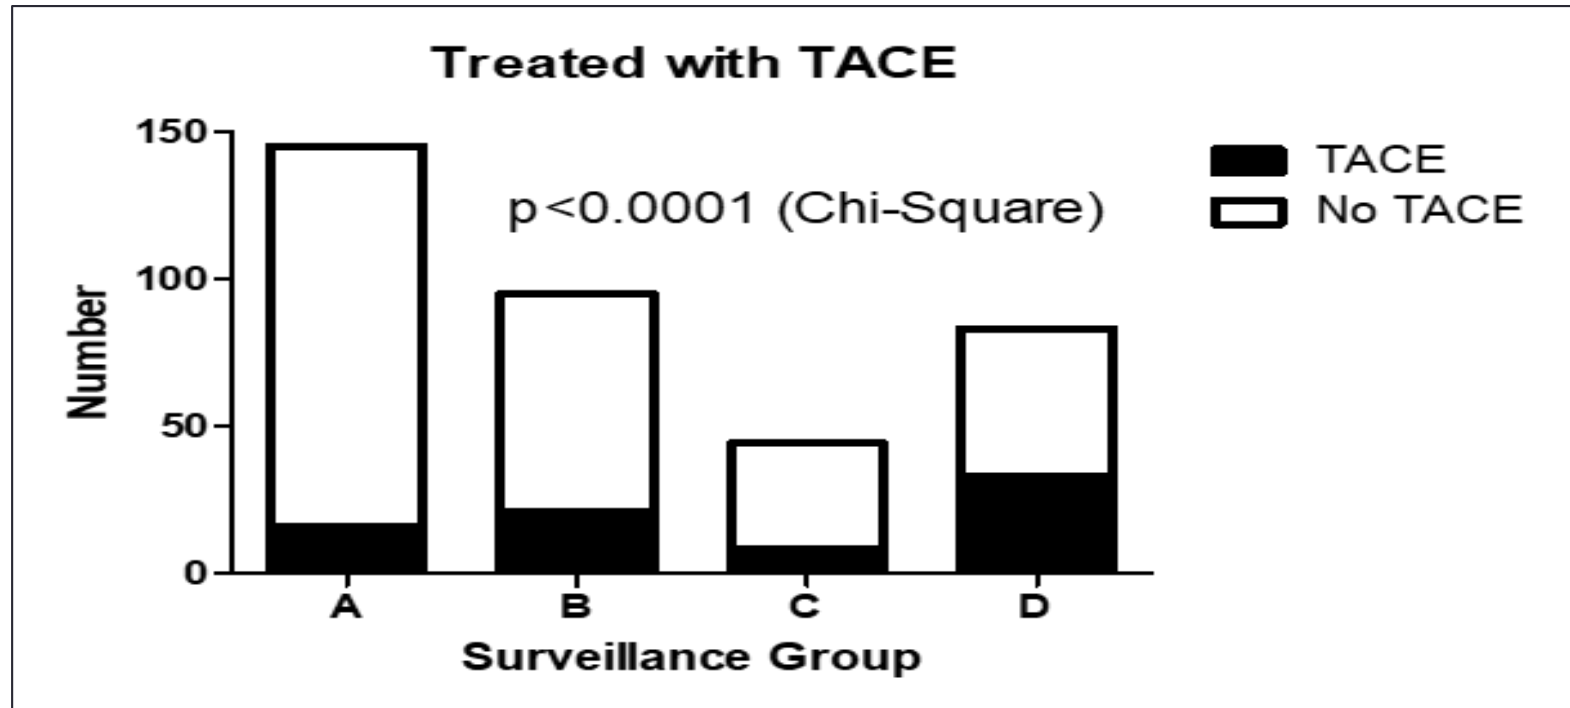 Treated with TACE
150
100
50
0
Number
p<0.0001 (Chi-Square)
TACE
No TACE
A B C D
Surveillance Group